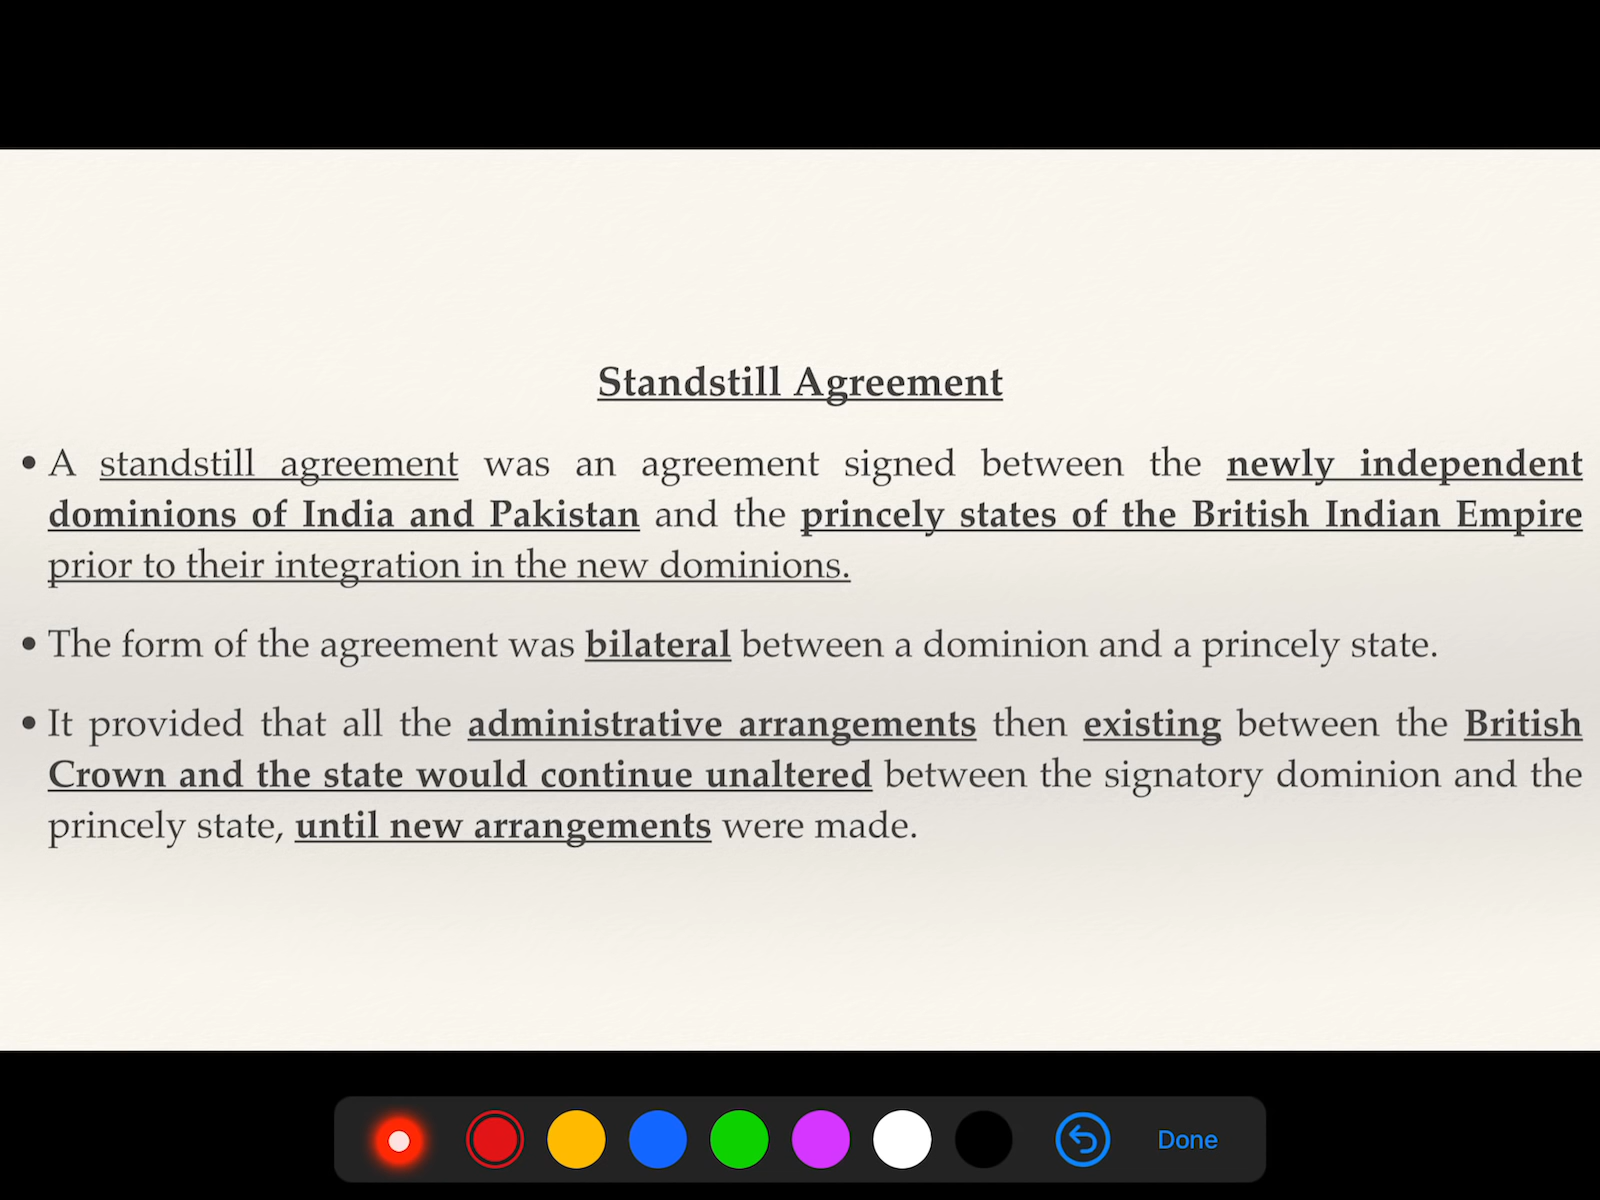 Standstill Agreement
• A standstill agreement was an agreement signed between the newly independent
dominions of India and Pakistan and the princely states of the British Indian Empire
prior to their integration in the new dominions.
• The form of the agreement was bilateral between a dominion and a princely state.
• It provided that all the administrative arrangements then existing between the British
Crown and the state would continue unaltered between the signatory dominion and the
princely state, until new arrangements were made.
Done